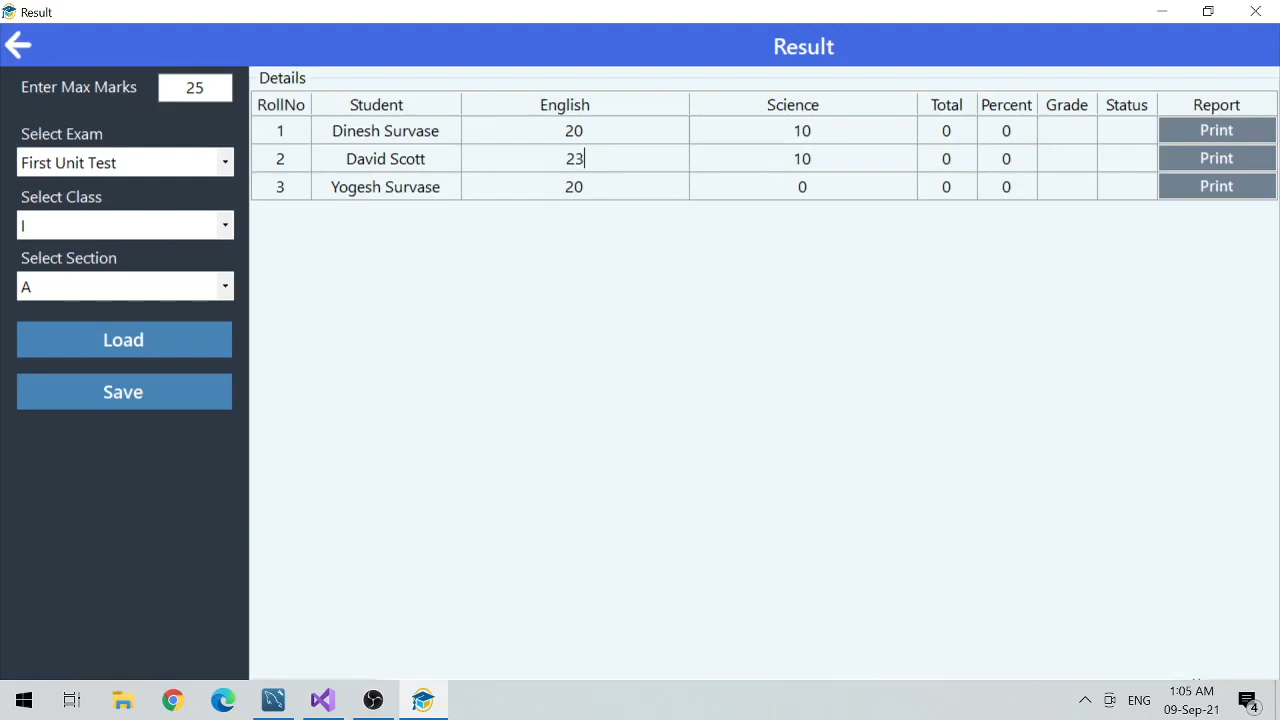 Result
Result
Enter Max Marks 25
Select Exam
First Unit Test
Select Class
I
Select Section
A
Load
Save
Details
RollNo Student English Science Total Percent Grade Status Report
1 Dinesh Survase 20 10 0 0 Print
2 David Scott 23 10 0 0 Print
3 Yogesh Survase 20 0 0 0 Print
ENG
1:05 AM
09-Sep-21
4